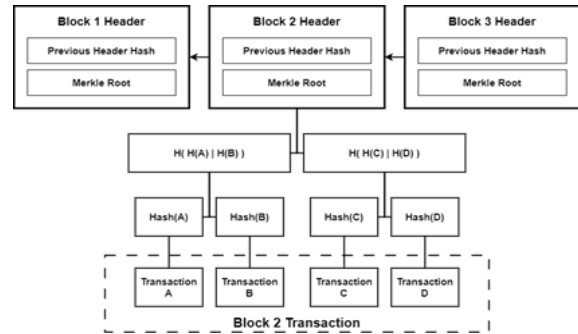 Block 1 Header
Block 2 Header
Block 3 Header
Previous Header Hash
Previous Header Hash
Previous Header Hash
Merkle Root
Merkle Root
Merkle Root
H( H(A) | H(B) )
H( H(C) | H(D) )
Hash(A)
Hash(B)
Hash(C)
Hash(D)
Transaction
A
Transaction
B
Transaction
C
Transaction
D
Block 2 Transaction